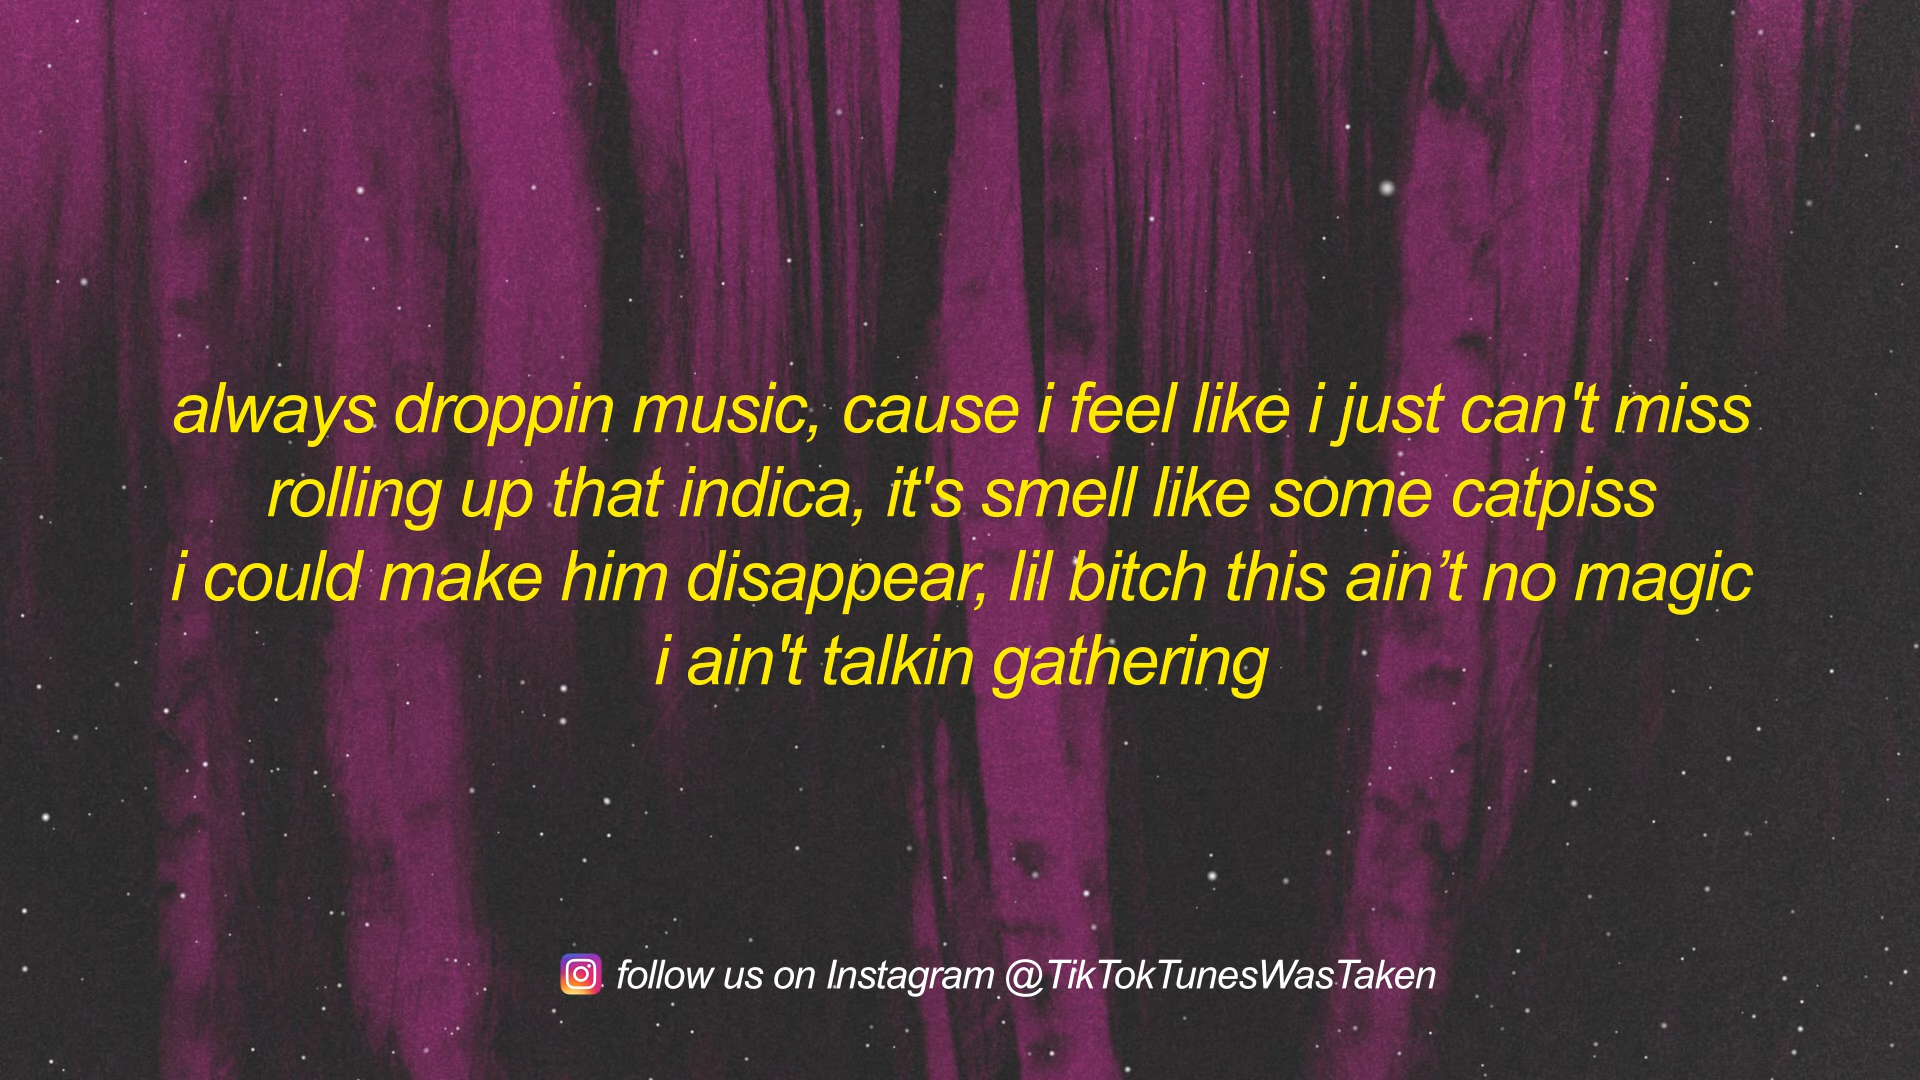 always droppin music, cause i feel like i just can't miss
rolling up that indica, it's smell like some catpiss
i could make him disappear, lil bitch this ain’t no magic
i ain't talkin gathering
follow us on Instagram @TikTokTunesWasTaken